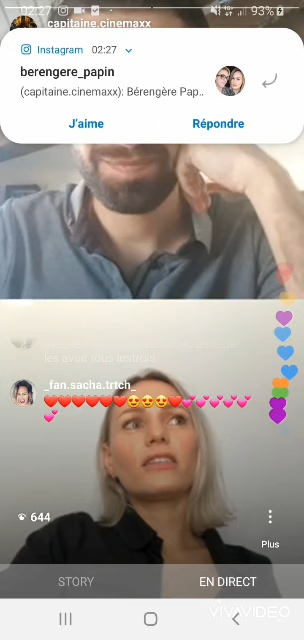 02:27
93%
capitaine.cinemaxx
Instagram 02:27
berengere_papin
(capitaine.cinemaxx): Bérengère Pap..
J'aime
Répondre
les avoir tous
_fan.sacha.trtch_
644
Plus
STORY
EN DIRECT
VIVAVIDEO